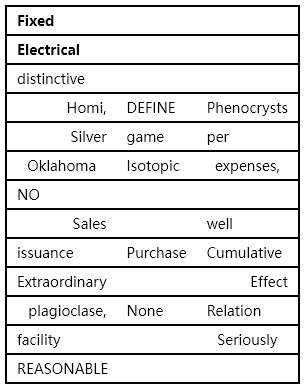 Fixed
Electrical
distinctive
Homi, DEFINE Phenocrysts
Silver game per
Oklahoma Isotopic expenses,
NO
Sales well
issuance Purchase Cumulative
Extraordinary Effect
plagioclase, None Relation
facility Seriously
REASONABLE